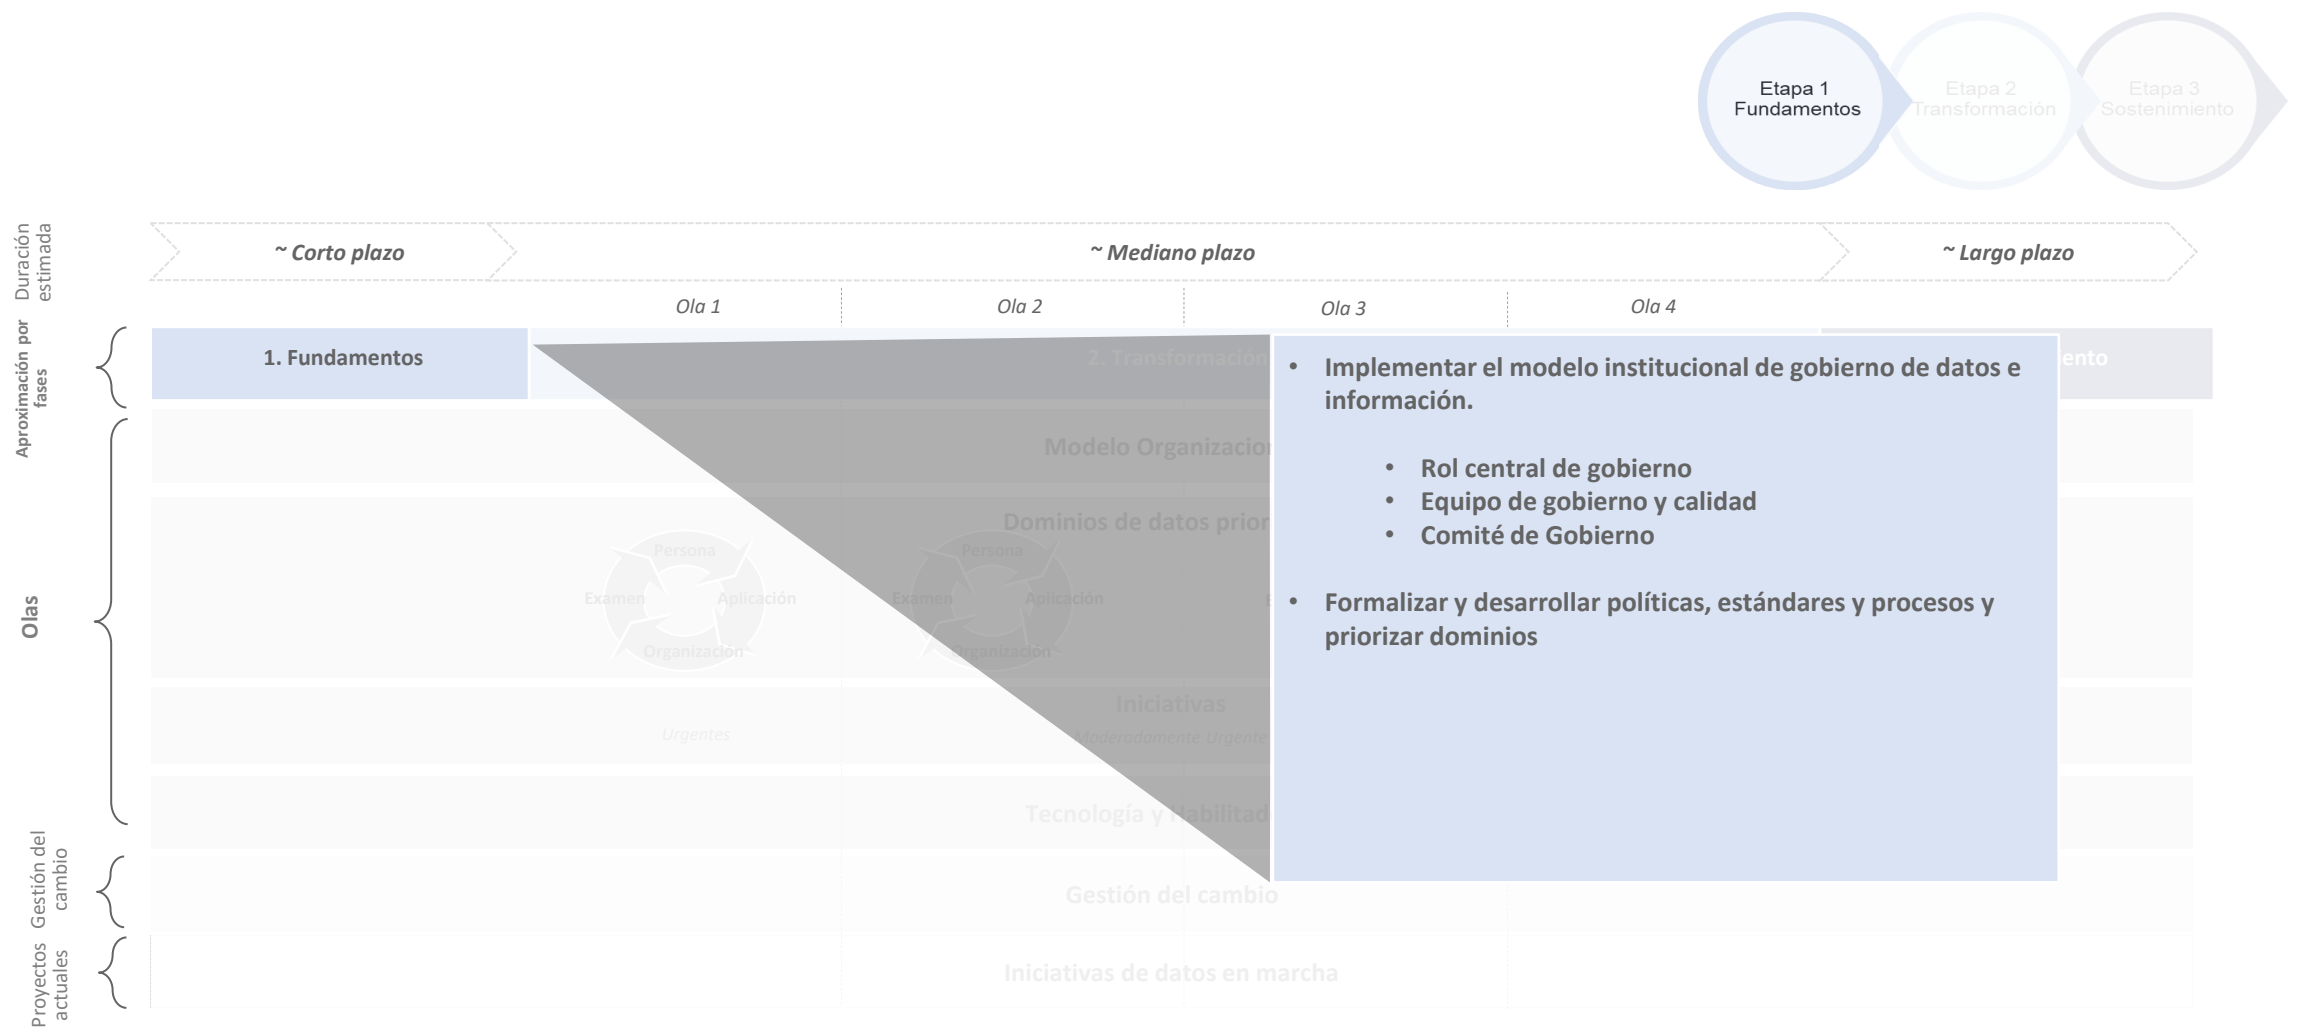 Etapa 1
Fundamentos
Etapa 2
Transformación
Etapa 3
Sostenimiento
Duración
estimada
~ Corto plazo
~ Mediano plazo
~ Largo plazo
Ola 1
Ola 2
Ola 3
Ola 4
Aproximación por
fases
1. Fundamentos
2. Transformación
Olas
Modelo
Dominios de datos
Persona
Examen
Aplicación
Organización
Persona
Examen
Aplicación
Organización
Iniciativas
Urgentes
Moderadamente Urgente
Tecnología y
• Implementar el modelo institucional de gobierno de datos e
información.
• Rol central de gobierno
• Equipo de gobierno y calidad
• Comité de Gobierno
• Formalizar y desarrollar políticas, estándares y procesos y
priorizar dominios
Gestión del
cambio
Gestión del cambio
Proyectos
actuales
Iniciativas de datos en marcha